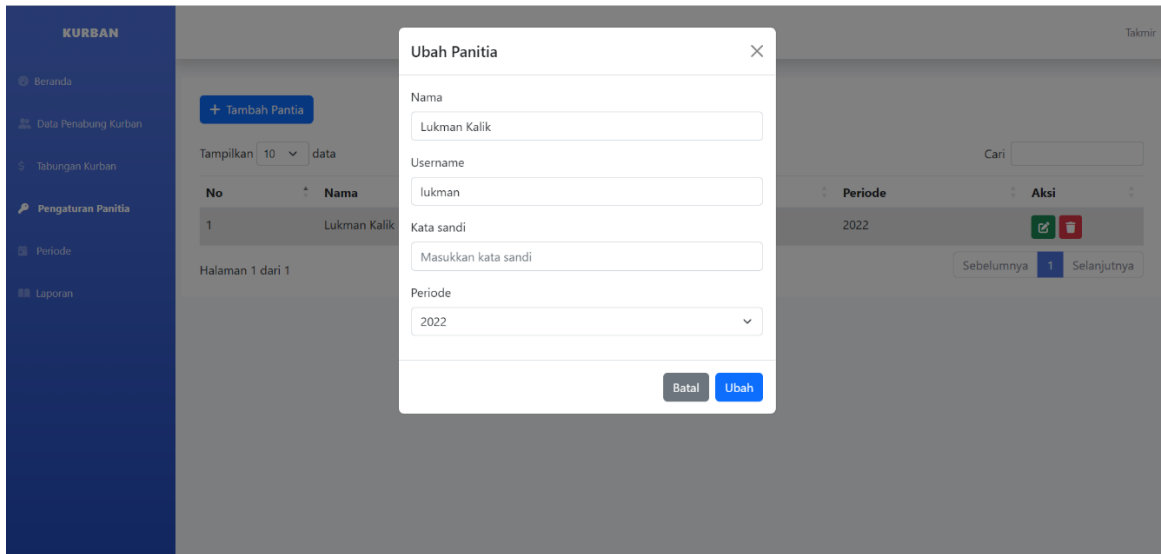 KURBAN
Takmir
Beranda
Data Penabung Kurban
Tabungan Kurban
Pengaturan Panitia
Periode
Laporan
+ Tambah Pantia
Tampilkan 10 data
Cari
No Nama Periode Aksi
1 Lukman Kalik 2022
Halaman 1 dari 1
Sebelumnya 1 Selanjutnya
Ubah Panitia
Nama
Lukman Kalik
Username
lukman
Kata sandi
Masukkan kata sandi
Periode
2022
Batal Ubah